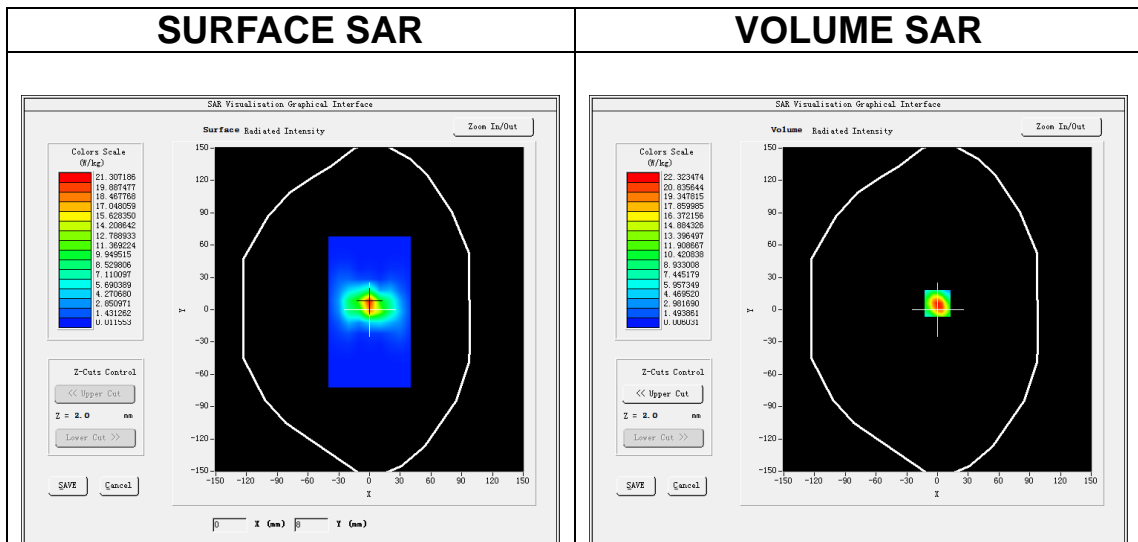 SURFACE SAR
VOLUME SAR
SAR Visualisation Graphical Interface
Surface Radiated Intensity
Zoom In/Out
Colors Scale
(W/kg)
21.307186
19.887477
18.467768
17.048059
15.628350
14.208642
12.788933
11.369224
9.949515
8.529806
7.110097
5.690389
4.270680
2.850971
1.431262
0.011553
Z-Cuts Control
<< Upper Cut
Z = 2.0 mm
Lower Cut >>
SAVE
Cancel
150
120
90
60
30
0
-30
-60
-90
-120
-150
Y
-150 -120 -90 -60 -30 0 30 60 90 120 150
X
0 X (mm) 8 Y (mm)
SAR Visualisation Graphical Interface
Volume Radiated Intensity
Zoom In/Out
Colors Scale
(W/kg)
22.323474
20.835644
19.347815
17.859985
16.372156
14.884326
13.396497
11.908667
10.420838
8.933008
7.445179
5.957349
4.469520
2.981690
1.493861
0.006031
Z-Cuts Control
<< Upper Cut
Z = 2.0 mm
Lower Cut >>
SAVE
Cancel
150
120
90
60
30
0
-30
-60
-90
-120
-150
Y
-150 -120 -90 -60 -30 0 30 60 90 120 150
X